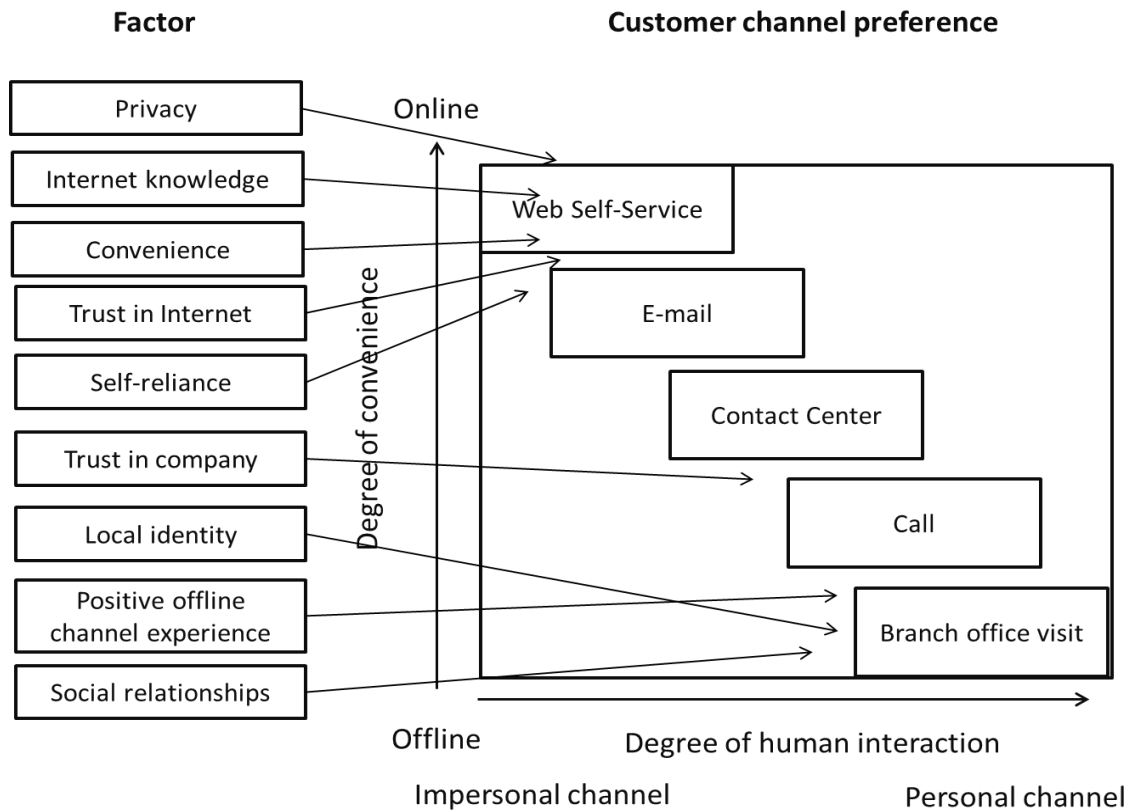 Factor
Customer channel preference
Privacy
Online
Internet knowledge
Web Self-Service
Convenience
Trust in Internet
E-mail
Self-reliance
Degree of convenience
Contact Center
Trust in company
Local identity
Call
Positive offline
channel experience
Branch office visit
Social relationships
Offline
Degree of human interaction
Impersonal channel
Personal channel